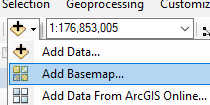 Selection Geoprocessing Customiz
1:176,853,005
Add Data...
Add Basemap...
Add Data From ArcGIS Online...